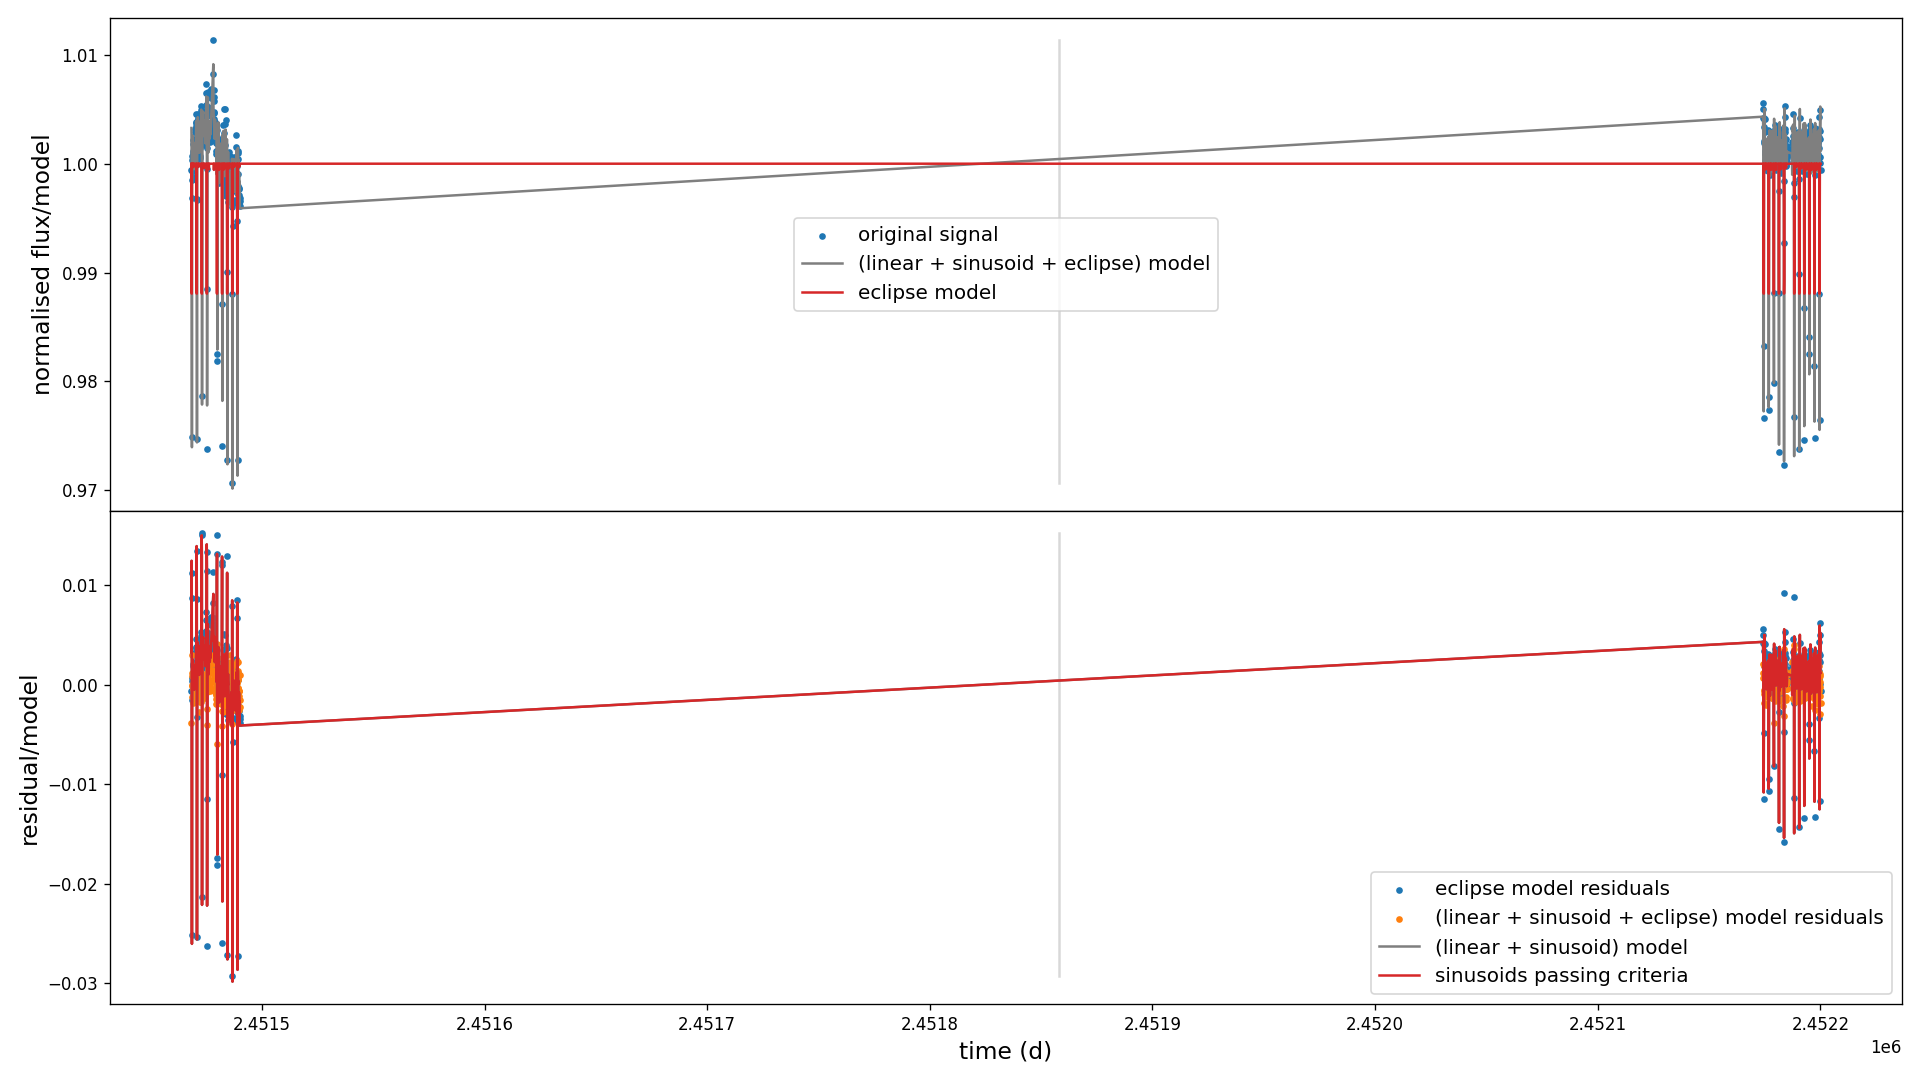 1.01
1.00
0.99
0.98
0.97
normalised flux/model
original signal
(linear + sinusoid + eclipse) model
eclipse model
0.01
0.00
−0.01
−0.02
−0.03
residual/model
eclipse model residuals
(linear + sinusoid + eclipse) model residuals
(linear + sinusoid) model
sinusoids passing criteria
2.4515 2.4516 2.4517 2.4518 2.4519 2.4520 2.4521 2.4522
1e6
time (d)